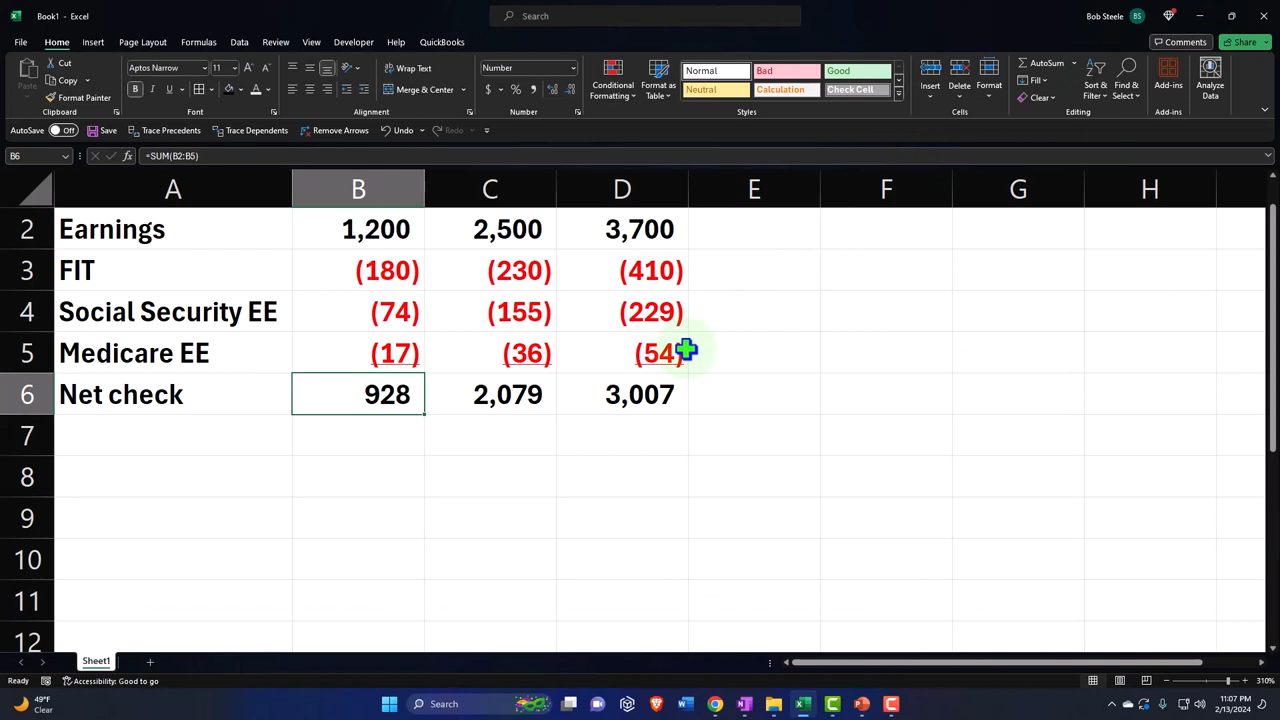 Book1 - Excel
Search
Bob Steele BS
File Home Insert Page Layout Formulas Data Review View Developer Help QuickBooks
Comments Share
Paste
Cut
Copy
Format Painter
Clipboard
Aptos Narrow 11 A A
B I U A
Font
Wrap Text
Merge & Center
Alignment
Number
$ % ,
Number
Conditional Formatting
Format as Table
Normal Bad Good
Neutral Calculation Check Cell
Styles
Insert Delete Format
Cells
AutoSum
Fill
Clear
Sort & Filter
Find & Select
Editing
Add-ins
Add-ins
Analyze Data
AutoSave Off Save Trace Precedents Trace Dependents Remove Arrows Undo Redo
B6 fx =SUM(B2:B5)
A B C D E F G H
2 Earnings 1,200 2,500 3,700
3 FIT (180) (230) (410)
4 Social Security EE (74) (155) (229)
5 Medicare EE (17) (36) (54)
6 Net check 928 2,079 3,007
7
8
9
10
11
12
Sheet1
Ready Accessibility: Good to go 310%
49°F
Clear
Search
11:07 PM
2/13/2024